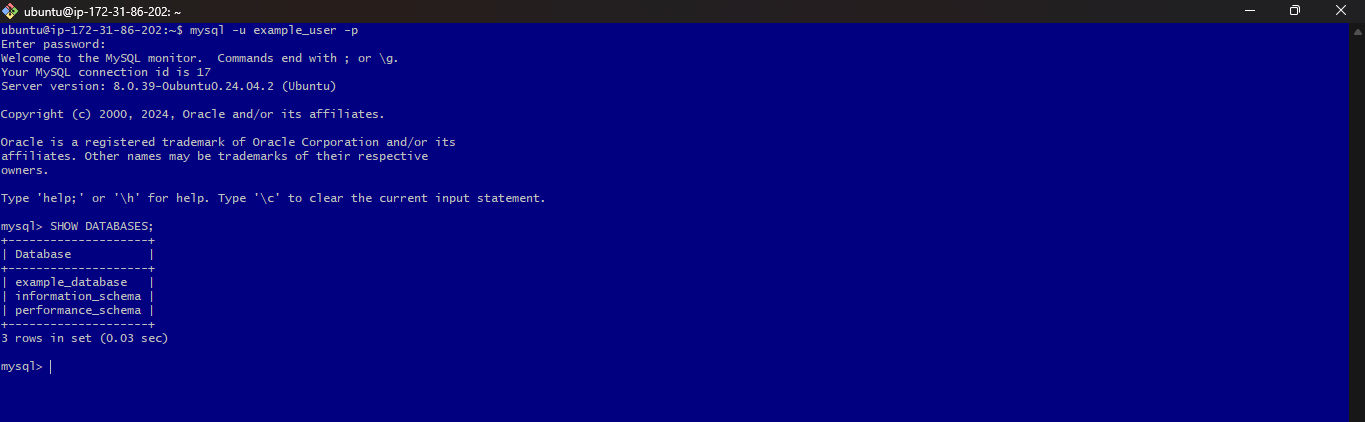 ubuntu@ip-172-31-86-202: ~
ubuntu@ip-172-31-86-202:~$ mysql -u example_user -p
Enter password:
Welcome to the MySQL monitor.  Commands end with ; or \g.
Your MySQL connection id is 17
Server version: 8.0.39-0ubuntu0.24.04.2 (Ubuntu)

Copyright (c) 2000, 2024, Oracle and/or its affiliates.

Oracle is a registered trademark of Oracle Corporation and/or its
affiliates. Other names may be trademarks of their respective
owners.

Type 'help;' or '\h' for help. Type '\c' to clear the current input statement.

mysql> SHOW DATABASES;
+--------------------+
| Database           |
+--------------------+
| example_database   |
| information_schema |
| performance_schema |
+--------------------+
3 rows in set (0.03 sec)

mysql>